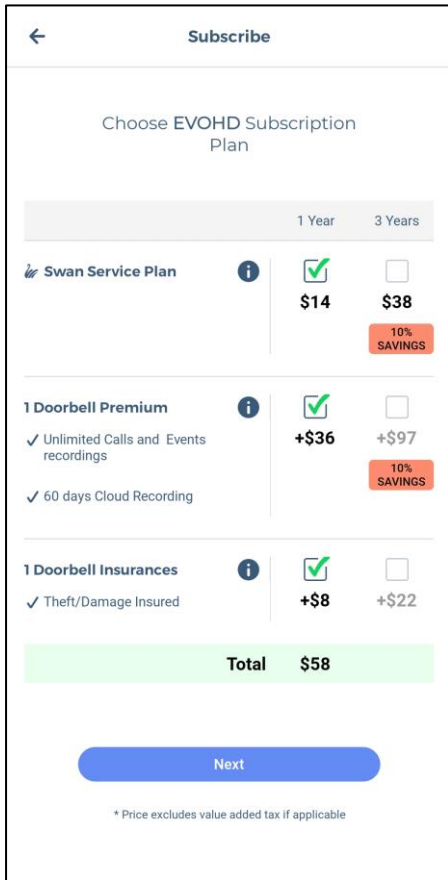 Subscribe
Choose EVOHD Subscription
Plan
1 Year 3 Years
Swan Service Plan
$14 $38
10%
SAVINGS
1 Doorbell Premium
Unlimited Calls and Events
recordings
+$36 +$97
10%
SAVINGS
60 days Cloud Recording
1 Doorbell Insurances
Theft/Damage Insured
+$8 +$22
Total $58
Next
* Price excludes value added tax if applicable